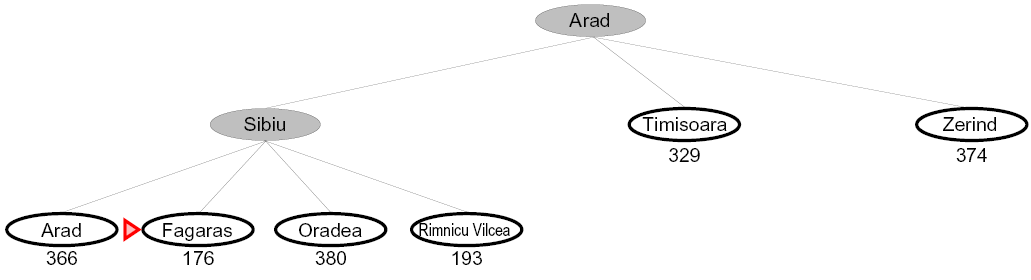 Arad
Sibiu
Timisoara
Zerind
329
374
Arad
Fagaras
Oradea
Rimnicu Vilcea
366
176
380
193